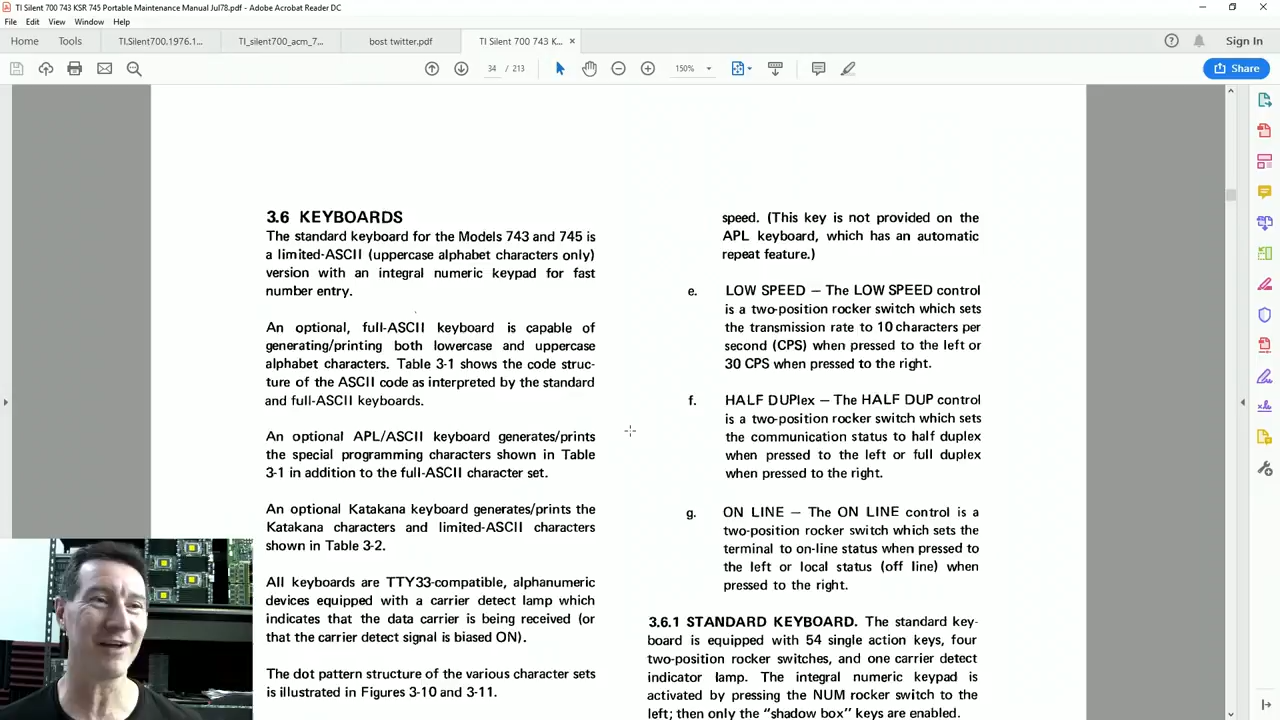 TI Silent 700 743 KSR 745 Portable Maintenance Manual Jul78.pdf - Adobe Acrobat Reader DC
File Edit View Window Help
Home Tools TI.Silent700.1976.1... TI_silent700_acm_7... bost twitter.pdf TI Silent 700 743 K... Sign In
34 / 213 150% Share
3.6 KEYBOARDS
The standard keyboard for the Models 743 and 745 is
a limited-ASCII (uppercase alphabet characters only)
version with an integral numeric keypad for fast
number entry.
An optional, full-ASCII keyboard is capable of
generating/printing both lowercase and uppercase
alphabet characters. Table 3-1 shows the code struc-
ture of the ASCII code as interpreted by the standard
and full-ASCII keyboards.
An optional APL/ASCII keyboard generates/prints
the special programming characters shown in Table
3-1 in addition to the full-ASCII character set.
An optional Katakana keyboard generates/prints the
Katakana characters and limited-ASCII characters
shown in Table 3-2.
All keyboards are TTY33-compatible, alphanumeric
devices equipped with a carrier detect lamp which
indicates that the data carrier is being received (or
that the carrier detect signal is biased ON).
The dot pattern structure of the various character sets
is illustrated in Figures 3-10 and 3-11.
speed. (This key is not provided on the
APL keyboard, which has an automatic
repeat feature.)
e. LOW SPEED — The LOW SPEED control
is a two-position rocker switch which sets
the transmission rate to 10 characters per
second (CPS) when pressed to the left or
30 CPS when pressed to the right.
f. HALF DUPlex — The HALF DUP control
is a two-position rocker switch which sets
the communication status to half duplex
when pressed to the left or full duplex
when pressed to the right.
g. ON LINE — The ON LINE control is a
two-position rocker switch which sets the
terminal to on-line status when pressed to
the left or local status (off line) when
pressed to the right.
3.6.1 STANDARD KEYBOARD. The standard key-
board is equipped with 54 single action keys, four
two-position rocker switches, and one carrier detect
indicator lamp. The integral numeric keypad is
activated by pressing the NUM rocker switch to the
left; then only the "shadow box" keys are enabled.